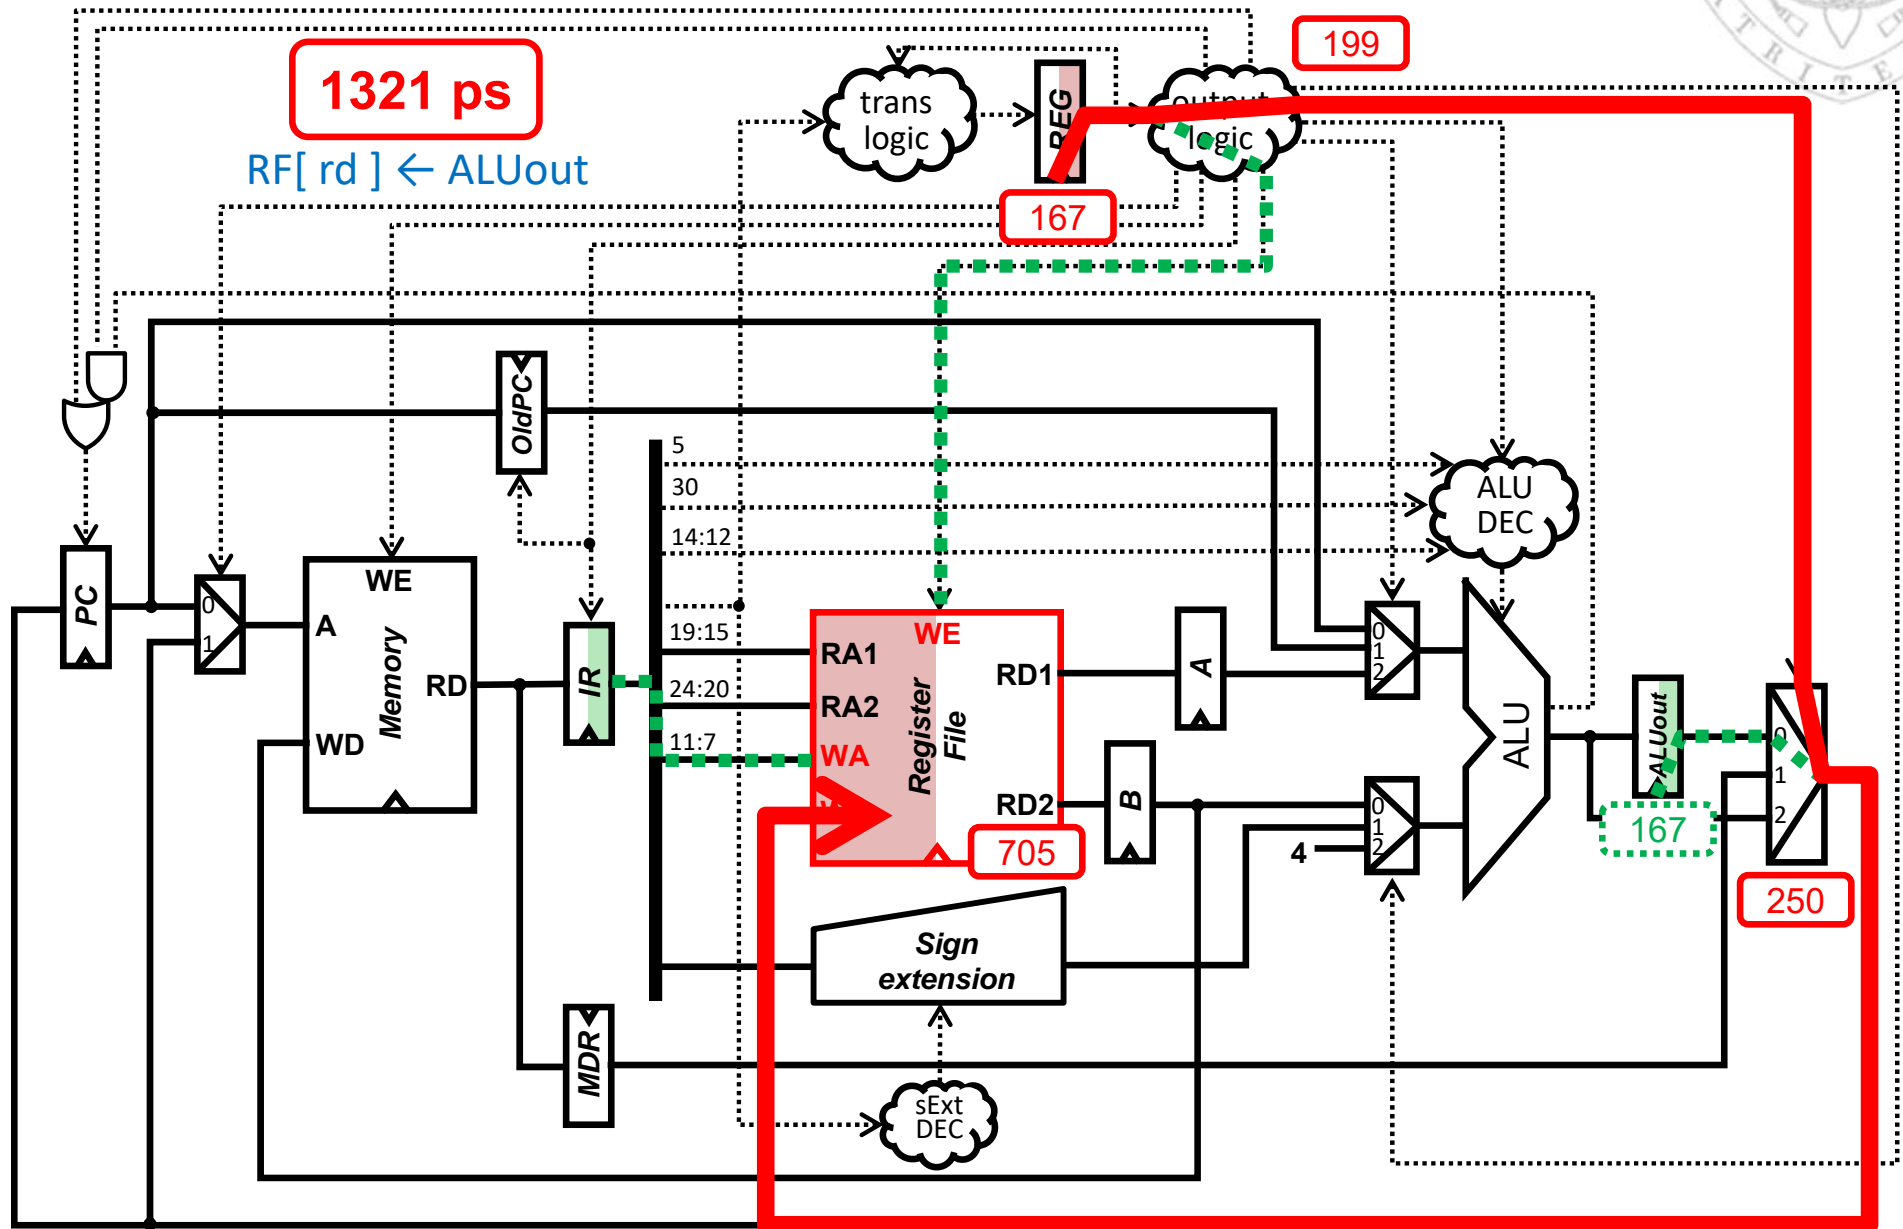 199
1321 ps
RF[ rd ] ← ALUout
trans
logic
REG
output
logic
167
OldPC
5
30
14:12
ALU
DEC
PC
0
1
WE
A
Memory
RD
WD
IR
19:15
24:20
11:7
WE
RA1
RA2
WA
Register
File
RD1
RD2
705
A
B
0
1
2
0
1
2
4
ALU
ALUout
167
0
1
2
250
Sign
extension
MDR
sExt
DEC
T R I T E